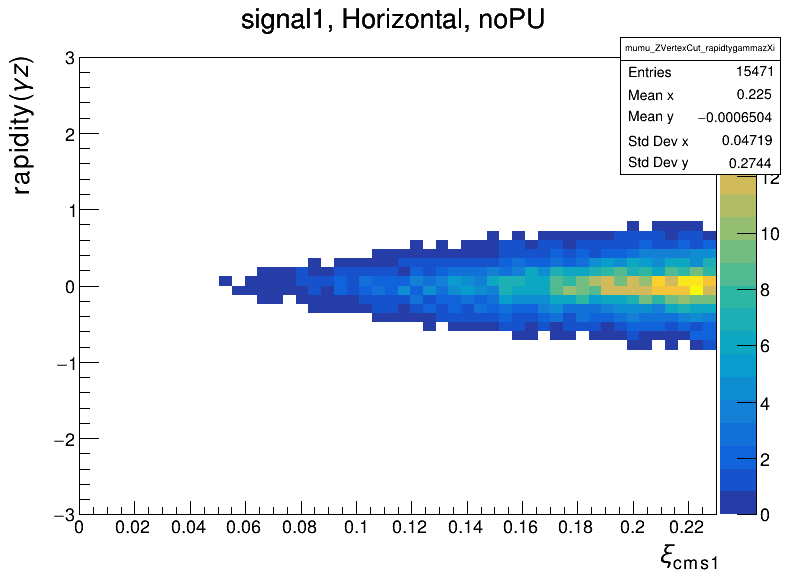 signal1, Horizontal, noPU
mumu_ZVertexCut_rapidtygammazXi
Entries 15471
Mean x 0.225
Mean y −0.0006504
Std Dev x 0.04719
Std Dev y 0.2744
rapidity(γz)
3
2
1
0
−1
−2
−3
0 0.02 0.04 0.06 0.08 0.1 0.12 0.14 0.16 0.18 0.2 0.22
ξcms1
12
10
8
6
4
2
0